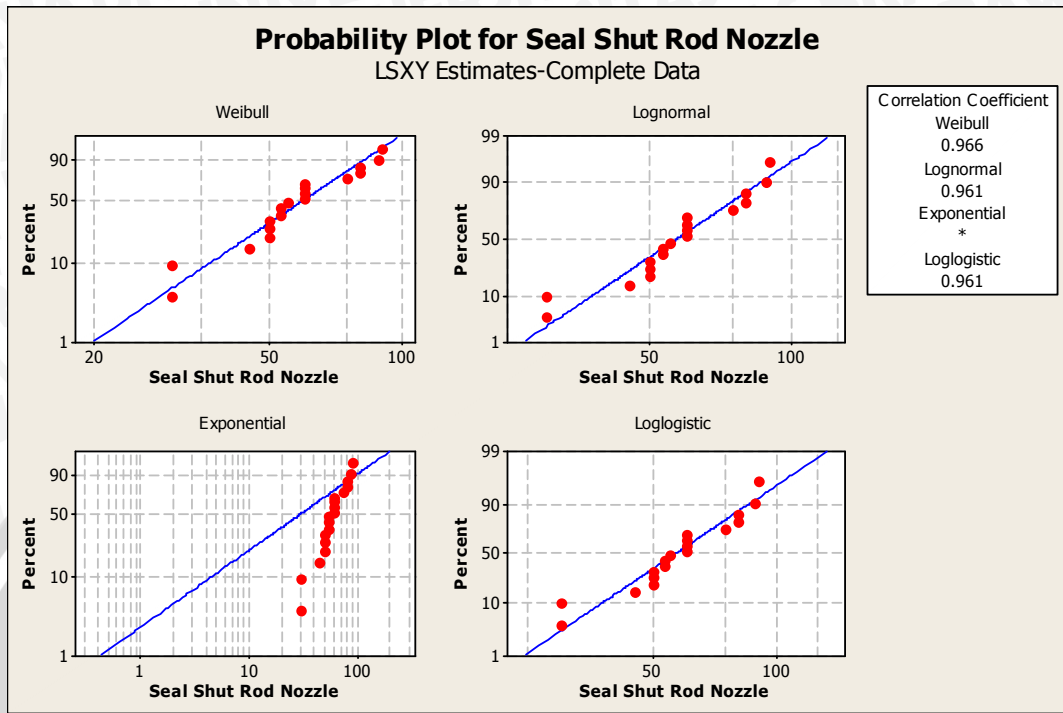 Probability Plot for Seal Shut Rod Nozzle
LSXY Estimates-Complete Data
Weibull
Percent
90
50
10
1
20
50
100
Seal Shut Rod Nozzle
Lognormal
Percent
99
90
50
10
1
50
100
Seal Shut Rod Nozzle
Correlation Coefficient
Weibull
0.966
Lognormal
0.961
Exponential
*
Loglogistic
0.961
Exponential
Percent
90
50
10
1
1
10
100
Seal Shut Rod Nozzle
Loglogistic
Percent
99
90
50
10
1
50
100
Seal Shut Rod Nozzle